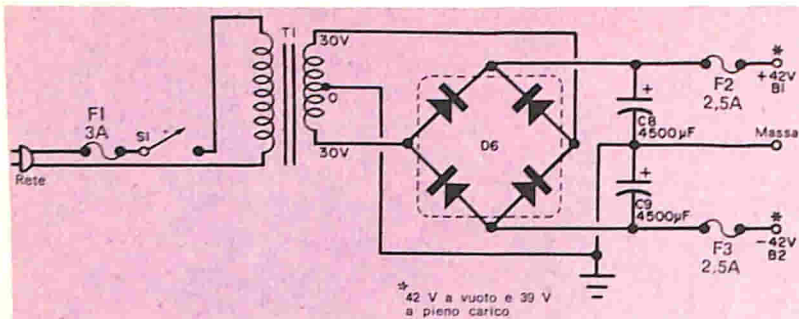 T1
30V
0
30V
F1
3A
S1
Rete
D6
+
C8
4500µF
+
C9
4500µF
F2
2,5A
*
+42V
B1
Massa
*
-42V
B2
F3
2,5A
* 42 V a vuoto e 39 V
a pieno carico